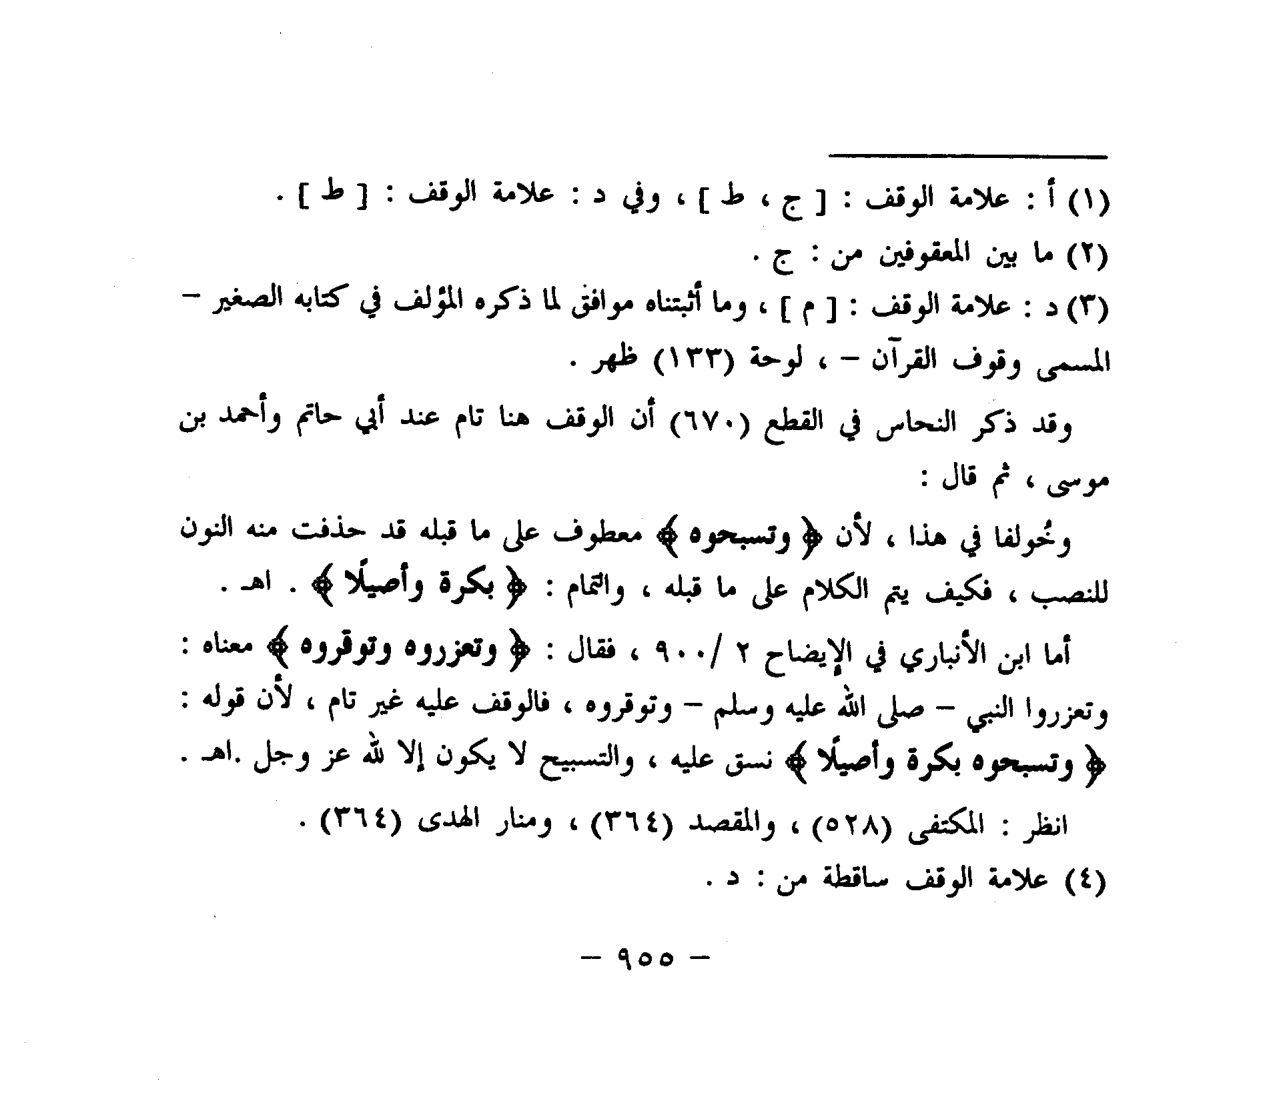 (١) أ : علامة الوقف : [ ج ، ط ] ، وفي د : علامة الوقف : [ ط ] .
(٢) ما بين المعقوفين من : ج .
(٣) د : علامة الوقف : [ م ] ، وما أثبتناه موافق لما ذكره المؤلف في كتابه الصغير –
المسمى وقوف القرآن – ، لوحة (١٣٣) ظهر .
وقد ذكر النحاس في القطع (٦٧٠) أن الوقف هنا تام عند أبي حاتم وأحمد بن
موسى ، ثم قال :
وخُولفا في هذا ، لأن ﴿ وتسبحوه ﴾ معطوف على ما قبله قد حذفت منه النون
للنصب ، فكيف يتم الكلام على ما قبله ، والتمام : ﴿ بكرة وأصيلًا ﴾ . اهـ .
أما ابن الأنباري في الإيضاح ٢ /٩٠٠ ، فقال : ﴿ وتعزروه وتوقروه ﴾ معناه :
وتعزروا النبي – صلى الله عليه وسلم – وتوقروه ، فالوقف عليه غير تام ، لأن قوله :
﴿ وتسبحوه بكرة وأصيلًا ﴾ نسق عليه ، والتسبيح لا يكون إلا لله عز وجل .اهـ .
انظر : المكتفى (٥٢٨) ، والمقصد (٣٦٤) ، ومنار الهدى (٣٦٤) .
(٤) علامة الوقف ساقطة من : د .
– ٩٥٥ –